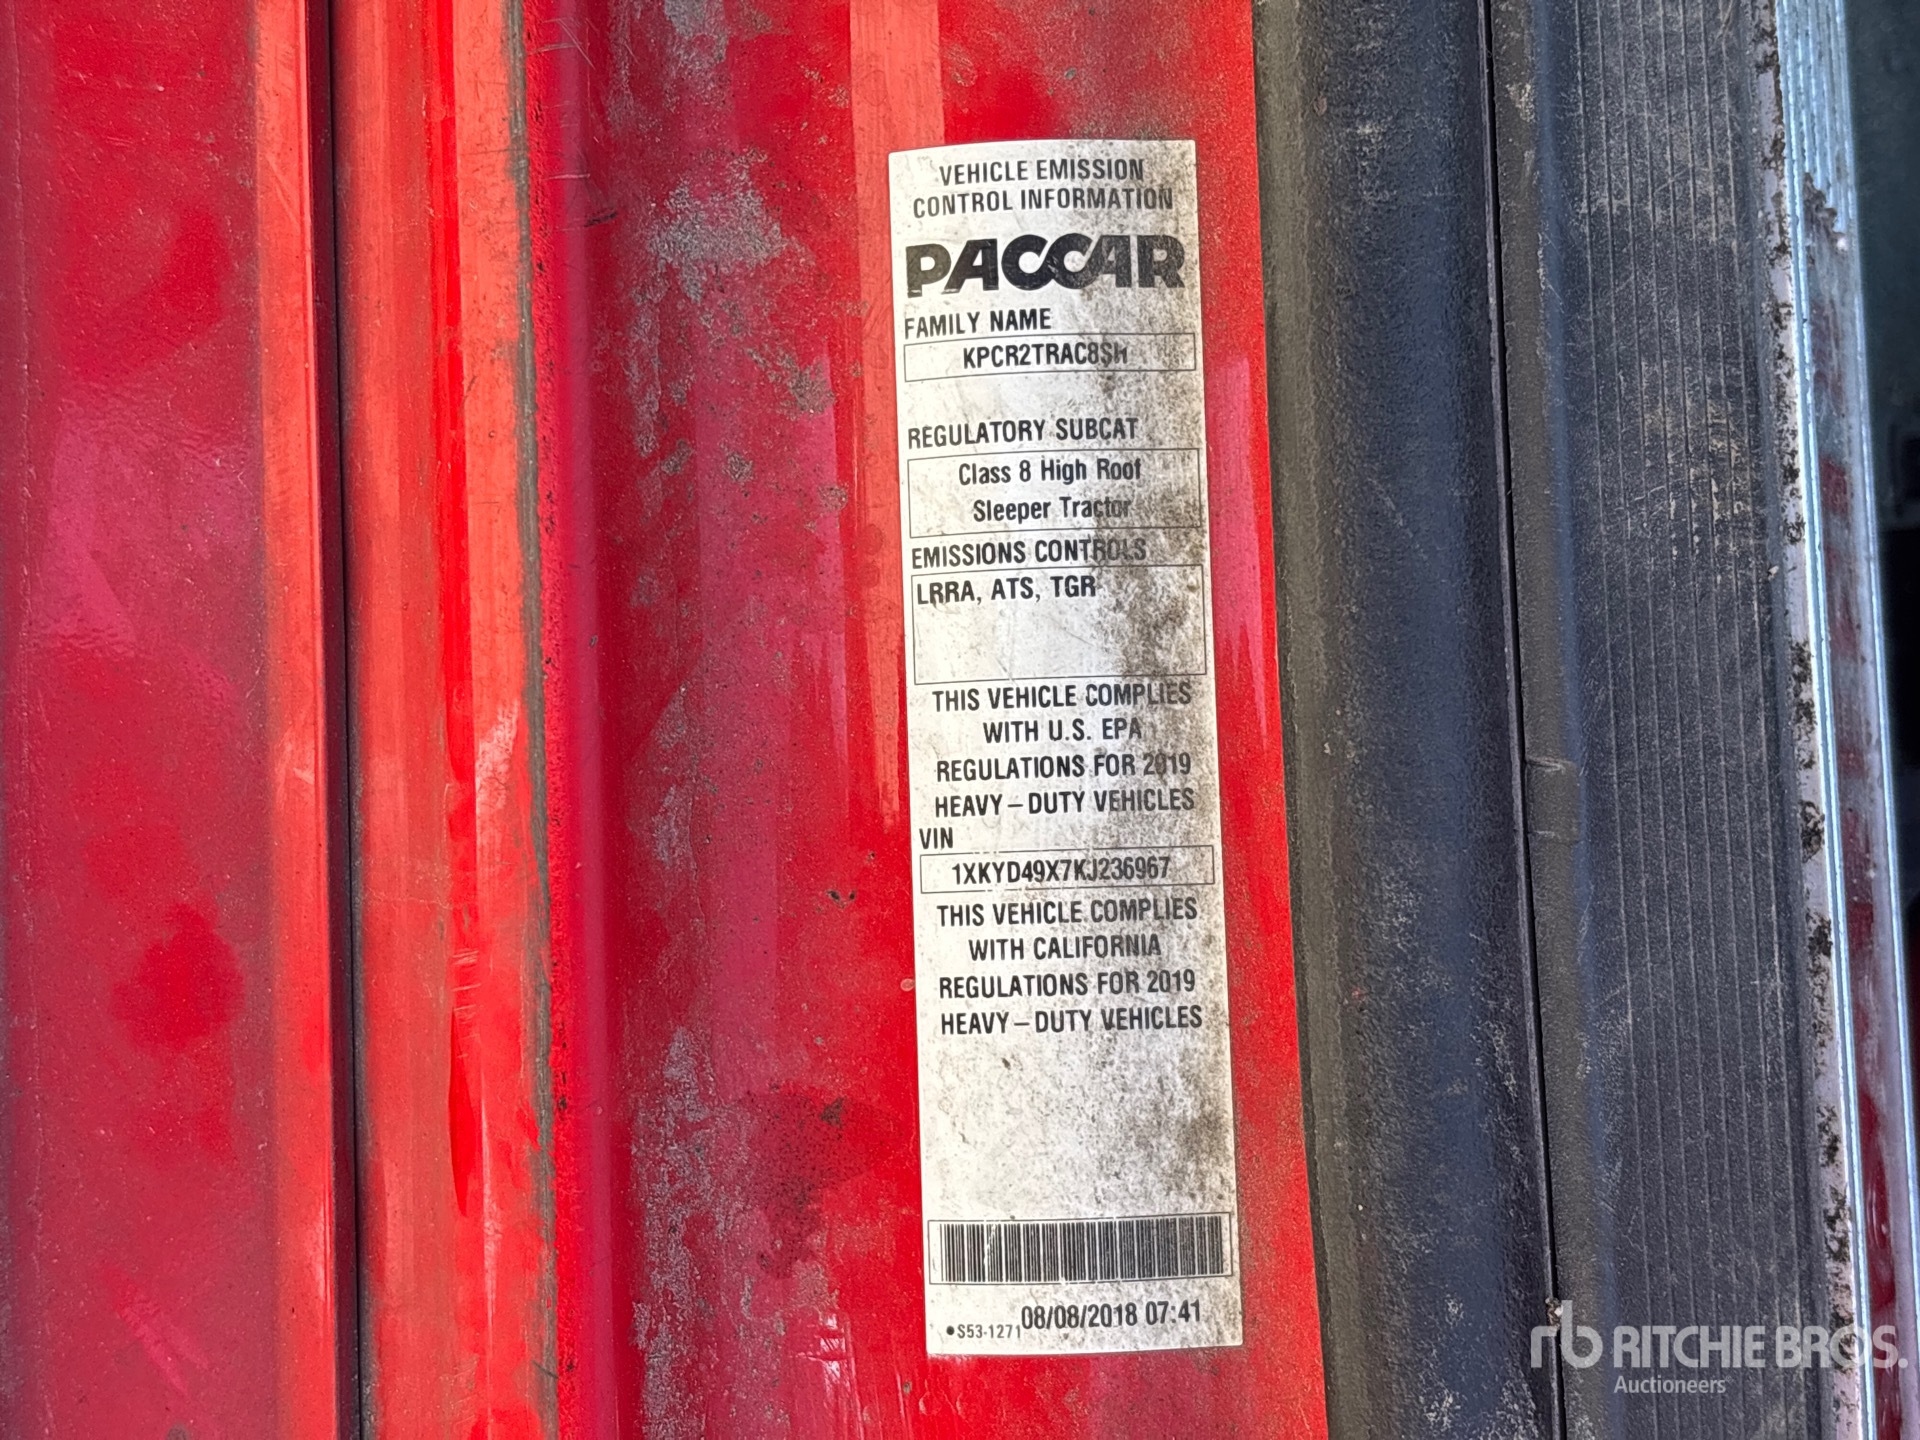 VEHICLE EMISSION
CONTROL INFORMATION
PACCAR
FAMILY NAME
KPCR2TRAC8SH
REGULATORY SUBCAT
Class 8 High Roof
Sleeper Tractor
EMISSIONS CONTROLS
LRRA, ATS, TGR
THIS VEHICLE COMPLIES
WITH U.S. EPA
REGULATIONS FOR 2019
HEAVY – DUTY VEHICLES
VIN
1XKYD49X7KJ236967
THIS VEHICLE COMPLIES
WITH CALIFORNIA
REGULATIONS FOR 2019
HEAVY – DUTY VEHICLES
•S53-1271 08/08/2018 07:41
rb RITCHIE BROS.
Auctioneers